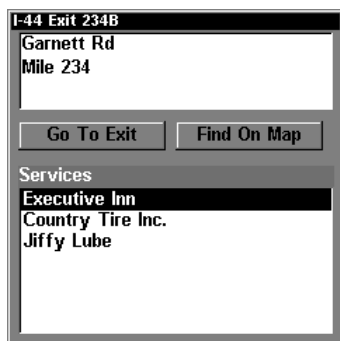 I-44 Exit 234B
Garnett Rd
Mile 234
Go To Exit
Find On Map
Services
Executive Inn
Country Tire Inc.
Jiffy Lube